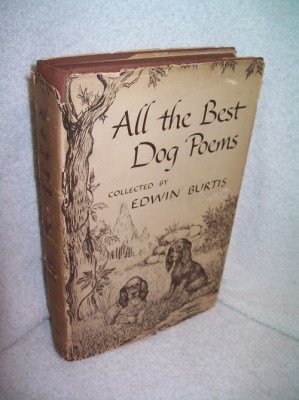 All the Best
Dog Poems
COLLECTED BY
EDWIN BURTIS